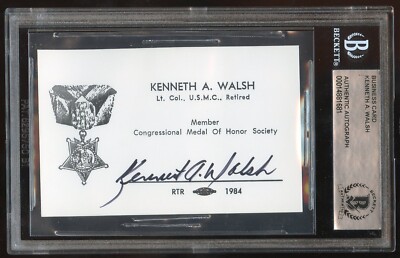 KENNETH A. WALSH
Lt. Col., U.S.M.C., Retired
Member
Congressional Medal Of Honor Society
Kenneth A. Walsh
RTR 1984
BECKETT
B
BUSINESS CARD
KENNETH A. WALSH
AUTHENTIC AUTOGRAPH
B
BECKETT